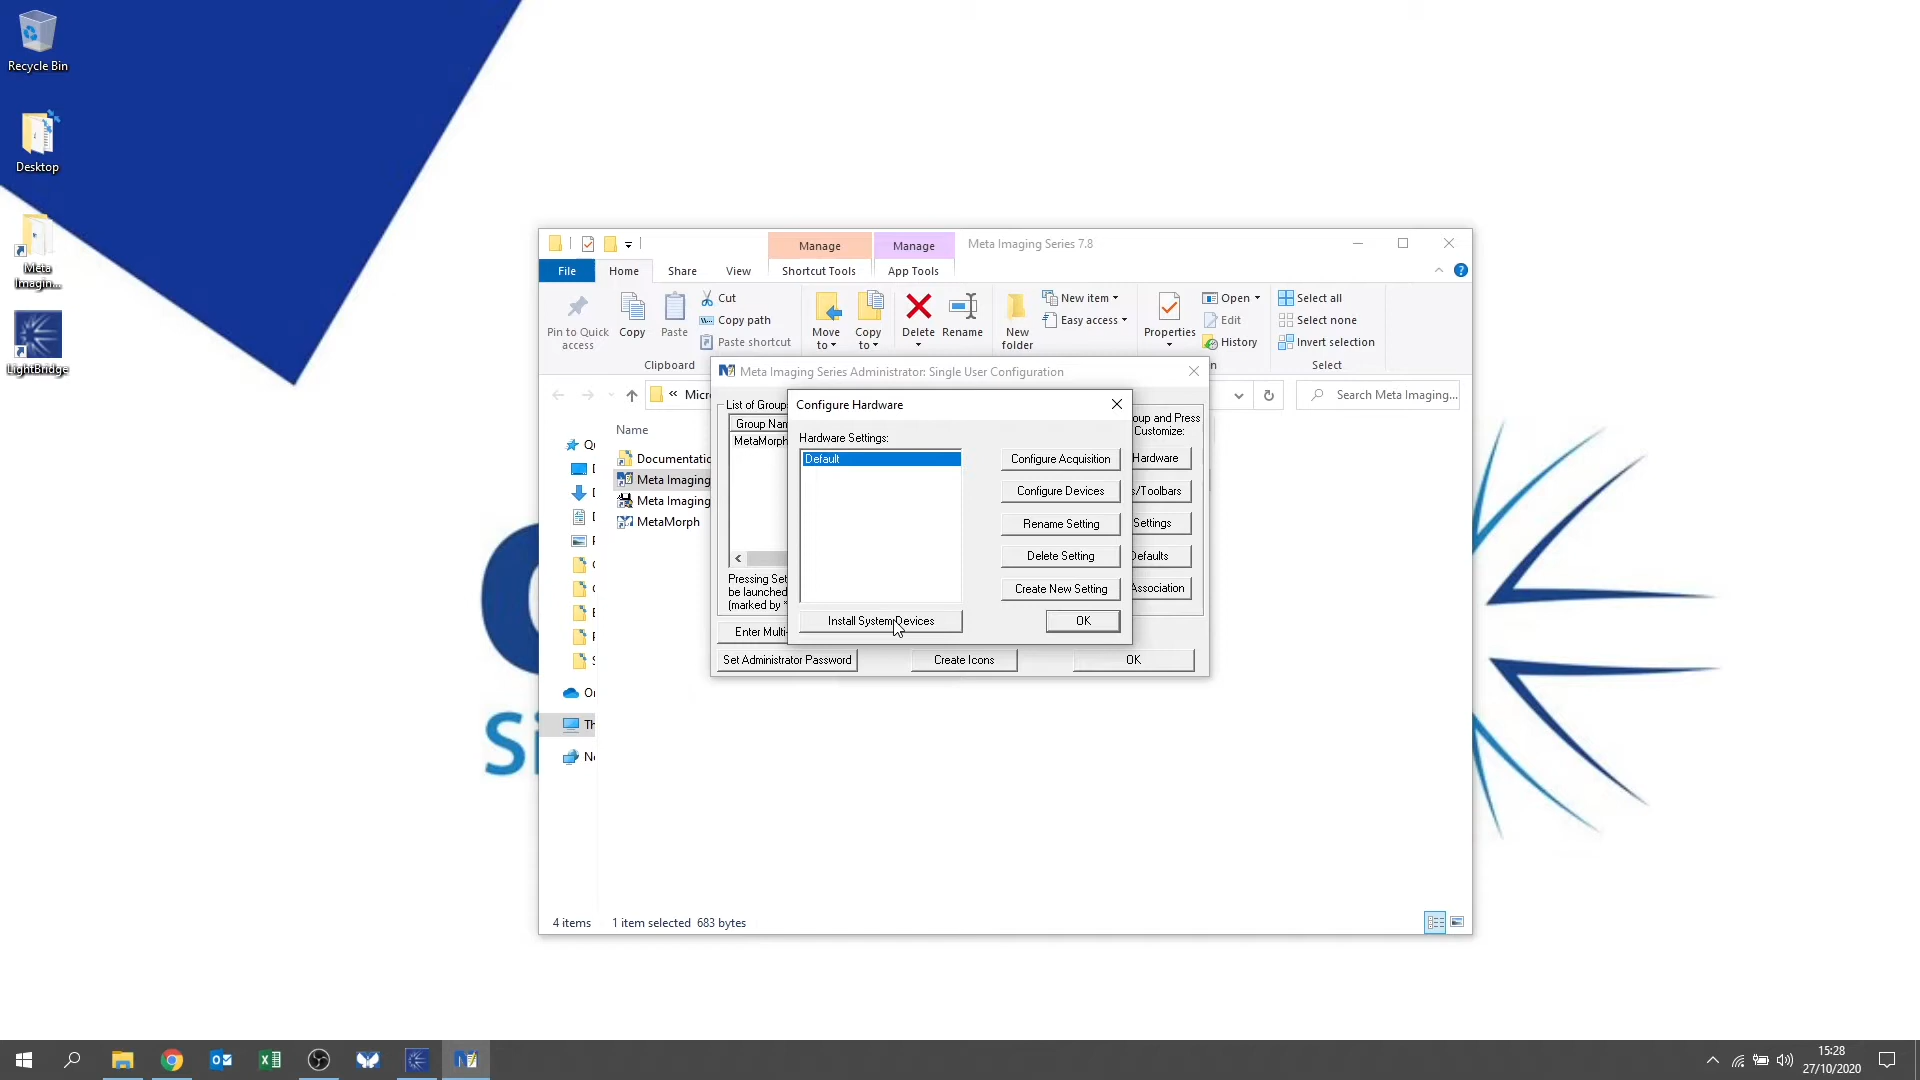 Recycle Bin
Desktop
Meta
Imagin...
LightBridge
Manage
Manage
Meta Imaging Series 7.8
File
Home
Share
View
Shortcut Tools
App Tools
Pin to Quick
access
Copy
Paste
Cut
Copy path
Paste shortcut
Move
to
Copy
to
Delete
Rename
New
folder
New item
Easy access
Properties
Open
Edit
History
Select all
Select none
Invert selection
Clipboard
Select
Search Meta Imaging...
Name
Documentatio
Meta Imaging
Meta Imaging
MetaMorph
Meta Imaging Series Administrator: Single User Configuration
List of Group
Group Nam
MetaMorph
Pressing Set
be launched
(marked by *
oup and Press
Customize:
Hardware
s/Toolbars
Settings
Defaults
Association
Enter Multi-
Set Administrator Password
Create Icons
OK
Configure Hardware
Hardware Settings:
Default
Configure Acquisition
Configure Devices
Rename Setting
Delete Setting
Create New Setting
Install System Devices
OK
4 items
1 item selected 683 bytes
Si
15:28
27/10/2020